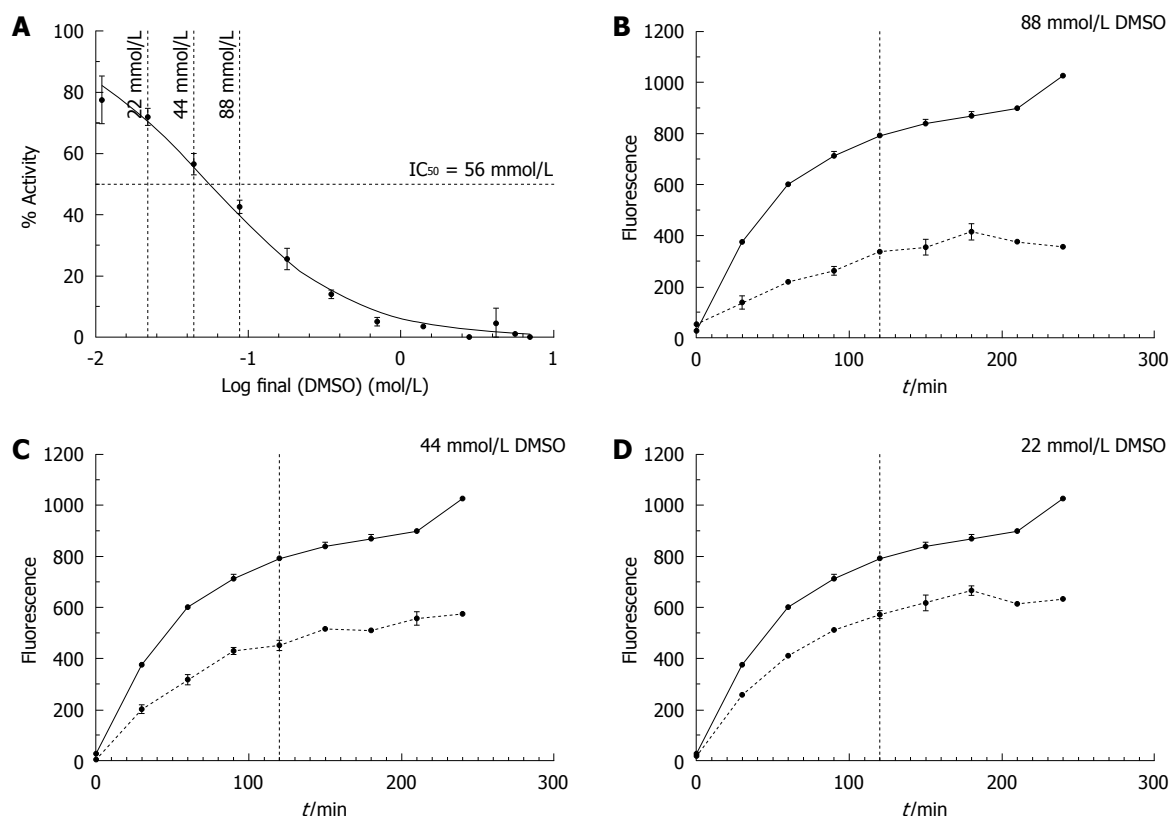 A
100
80
60
40
20
0
% Activity
22 mmol/L
44 mmol/L
88 mmol/L
IC50 = 56 mmol/L
-2
-1
0
1
Log final (DMSO) (mol/L)
B
88 mmol/L DMSO
1200
1000
800
600
400
200
0
Fluorescence
0
100
200
300
t/min
C
44 mmol/L DMSO
1200
1000
800
600
400
200
0
Fluorescence
0
100
200
300
t/min
D
22 mmol/L DMSO
1200
1000
800
600
400
200
0
Fluorescence
0
100
200
300
t/min